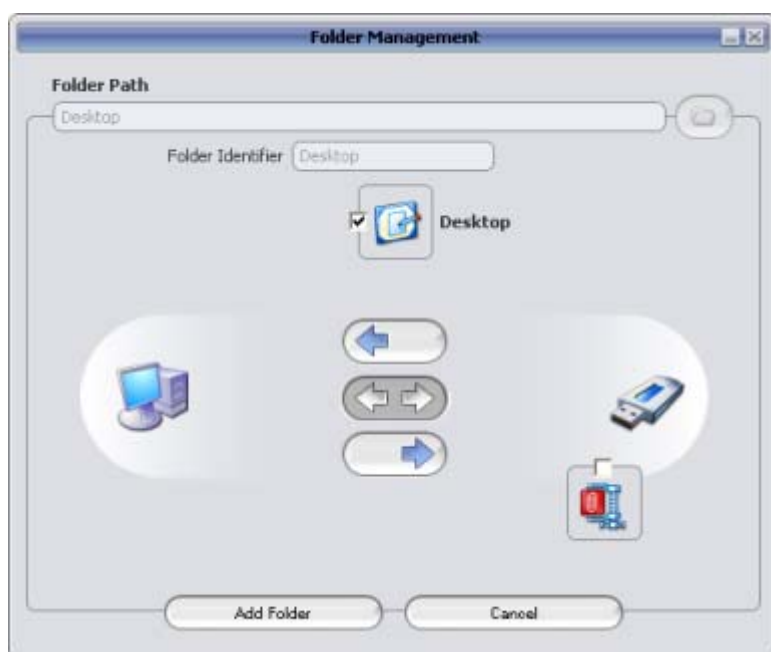 Folder Management
Folder Path
Desktop
Folder Identifier Desktop
Desktop
Add Folder Cancel